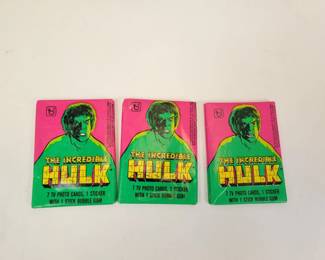 THE INCREDIBLE
HULK
7 TV PHOTO CARDS, 1 STICKER
WITH 1 STICK BUBBLE GUM
THE INCREDIBLE
HULK
7 TV PHOTO CARDS, 1 STICKER
WITH 1 STICK BUBBLE GUM
THE INCREDIBLE
HULK
7 TV PHOTO CARDS, 1 STICKER
WITH 1 STICK BUBBLE GUM